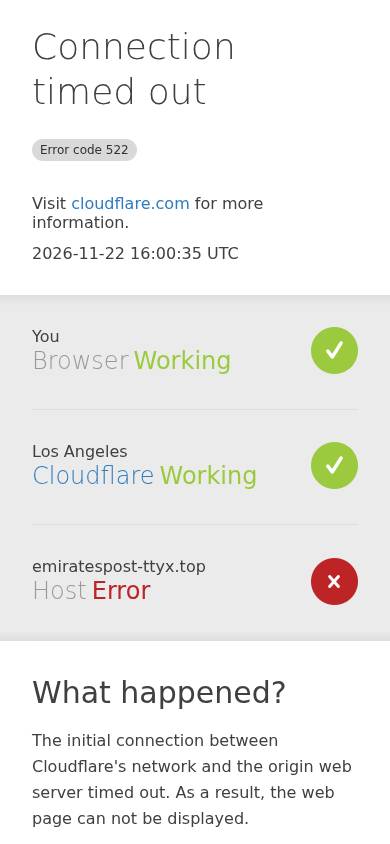 Connection
timed out
Error code 522
Visit cloudflare.com for more
information.
2026-11-22 16:00:35 UTC
You
Browser Working
Los Angeles
Cloudflare Working
emiratespost-ttyx.top
Host Error
What happened?
The initial connection between
Cloudflare's network and the origin web
server timed out. As a result, the web
page can not be displayed.